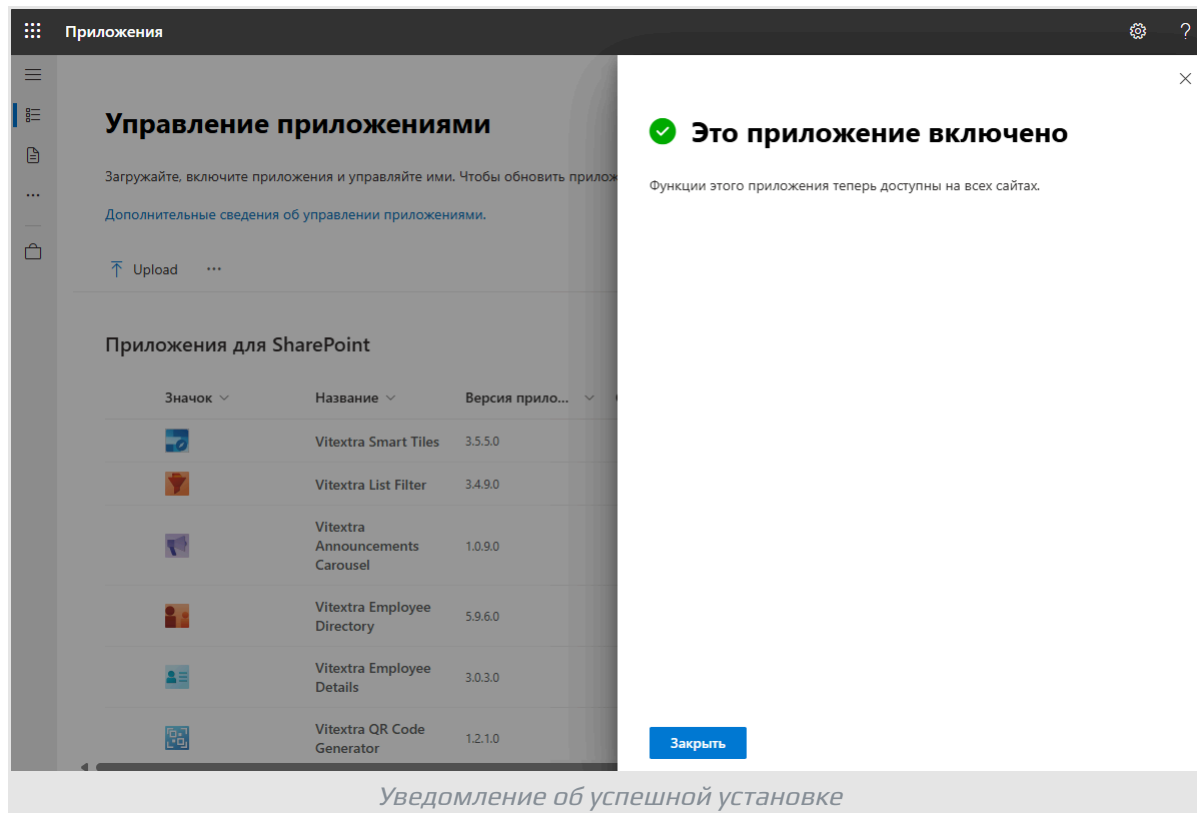 Приложения
?
Управление приложениями
Загружайте, включите приложения и управляйте ими. Чтобы обновить прилож
Дополнительные сведения об управлении приложениями.
Upload ...
Приложения для SharePoint
Значок Название Версия прило...
Vitextra Smart Tiles 3.5.5.0
Vitextra List Filter 3.4.9.0
Vitextra
Announcements 1.0.9.0
Carousel
Vitextra Employee
Directory 5.9.6.0
Vitextra Employee
Details 3.0.3.0
Vitextra QR Code
Generator 1.2.1.0
Это приложение включено
Функции этого приложения теперь доступны на всех сайтах.
Закрыть
Уведомление об успешной установке